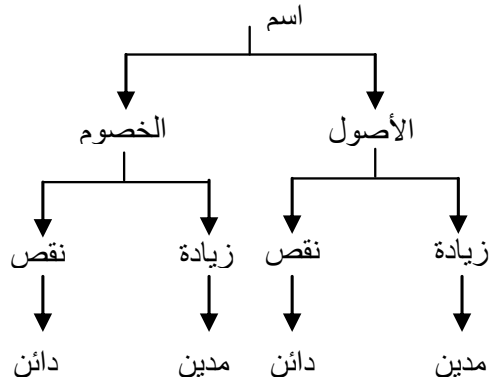 اسم
الأصول الخصوم
زيادة نقص زيادة نقص
مدين دائن مدين دائن